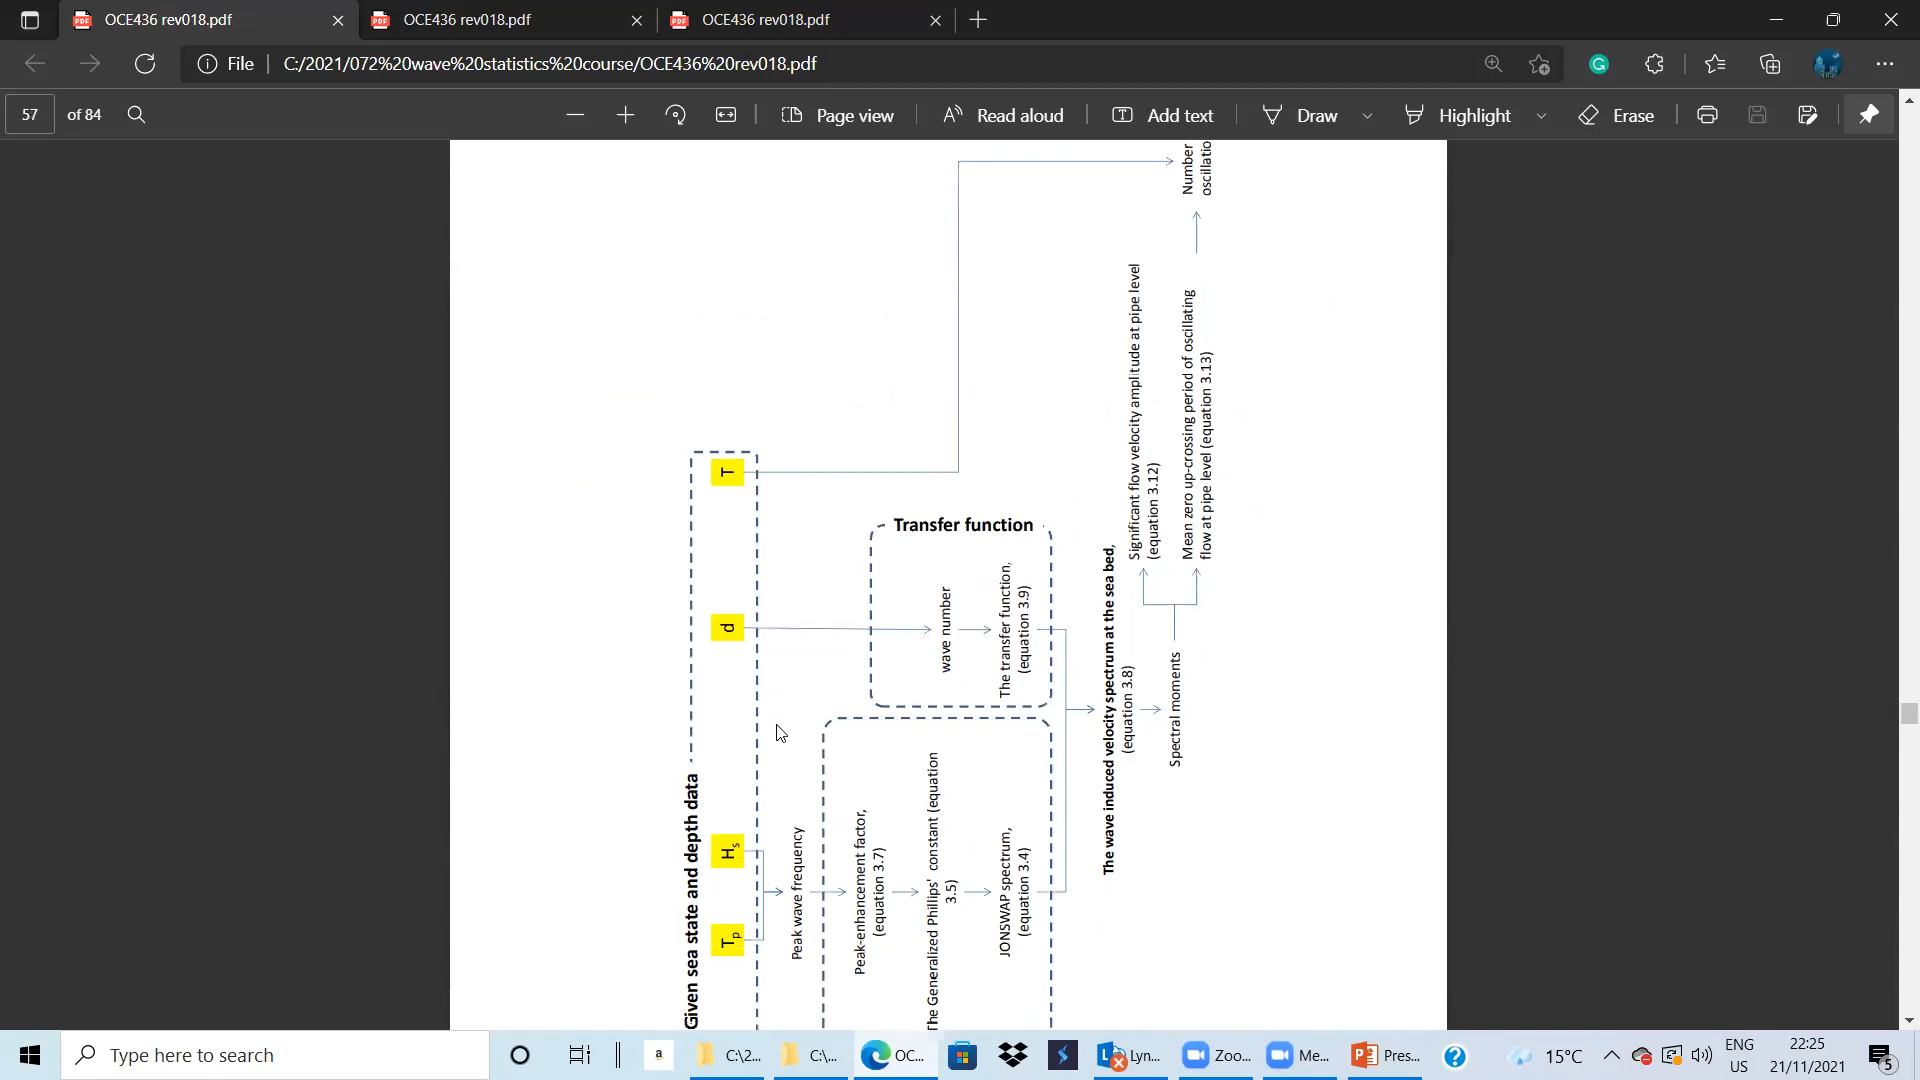 OCE436 rev018.pdf
OCE436 rev018.pdf
OCE436 rev018.pdf
File
C:/2021/072%20wave%20statistics%20course/OCE436%20rev018.pdf
57
of 84
Page view
Read aloud
Add text
Draw
Highlight
Erase
Given sea state and depth data
Tp
Hs
d
T
Peak wave frequency
Peak-enhancement factor,
(equation 3.7)
The Generalized Phillips' constant (equation
3.5)
JONSWAP spectrum,
(equation 3.4)
Transfer function
wave number
The transfer function,
(equation 3.9)
The wave induced velocity spectrum at the sea bed,
(equation 3.8)
Spectral moments
Significant flow velocity amplitude at pipe level
(equation 3.12)
Mean zero up-crossing period of oscillating
flow at pipe level (equation 3.13)
Number
oscillatio
Type here to search
a
C:\2...
C:\...
OC...
Lyn...
Zoo...
Me...
Pres...
15°C
ENG
US
22:25
21/11/2021
5